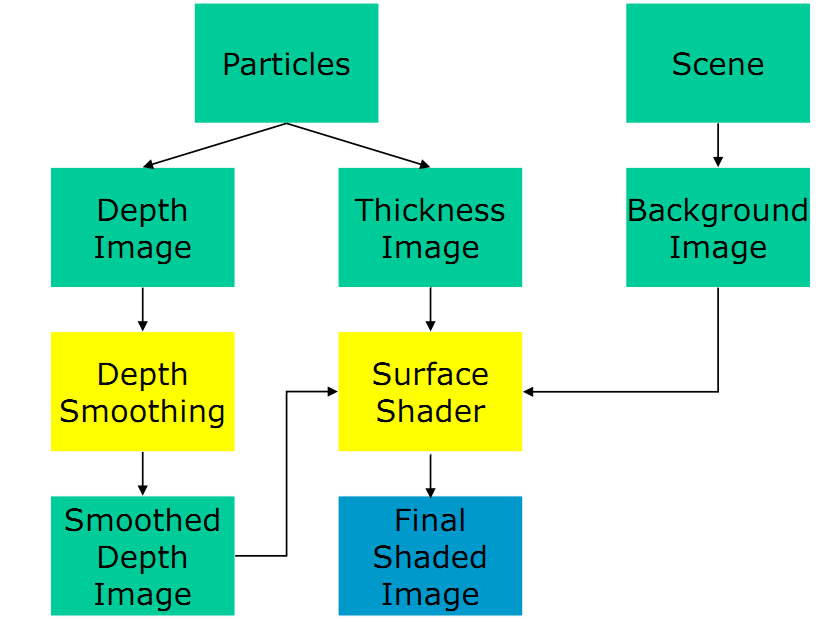 Particles
Scene
Depth
Image
Thickness
Image
Background
Image
Depth
Smoothing
Surface
Shader
Smoothed
Depth
Image
Final
Shaded
Image